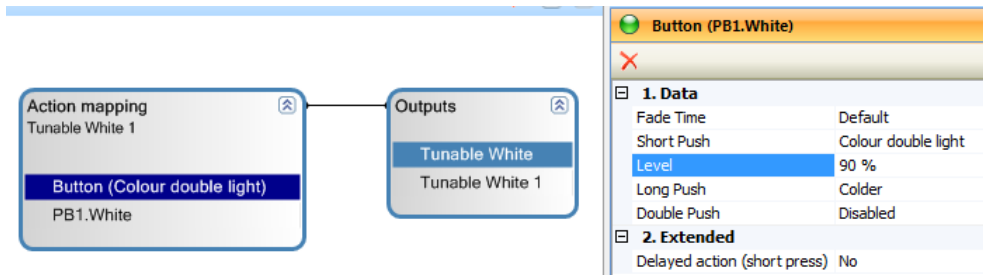 Action mapping
Tunable White 1
Button (Colour double light)
PB1.White
Outputs
Tunable White
Tunable White 1
Button (PB1.White)
1. Data
Fade Time Default
Short Push Colour double light
Level 90 %
Long Push Colder
Double Push Disabled
2. Extended
Delayed action (short press) No